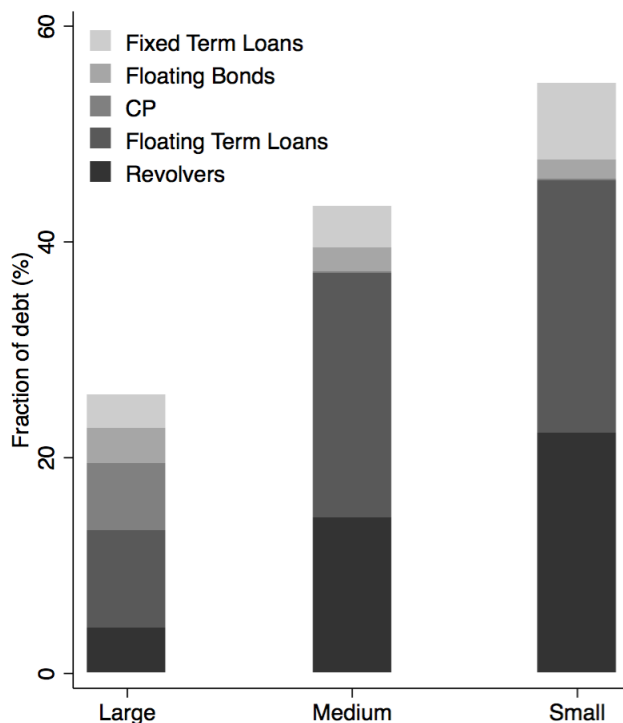 60
Fixed Term Loans
Floating Bonds
CP
Floating Term Loans
Revolvers
40
Fraction of debt (%)
20
0
Large Medium Small